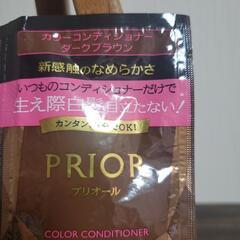 カラーコンディショナー
ダークブラウン
新感触のなめらかさ
いつものコンディショナーだけで
生え際白髪目立たない!
カンタン OK!
PRIOR
プリオール
COLOR CONDITIONER